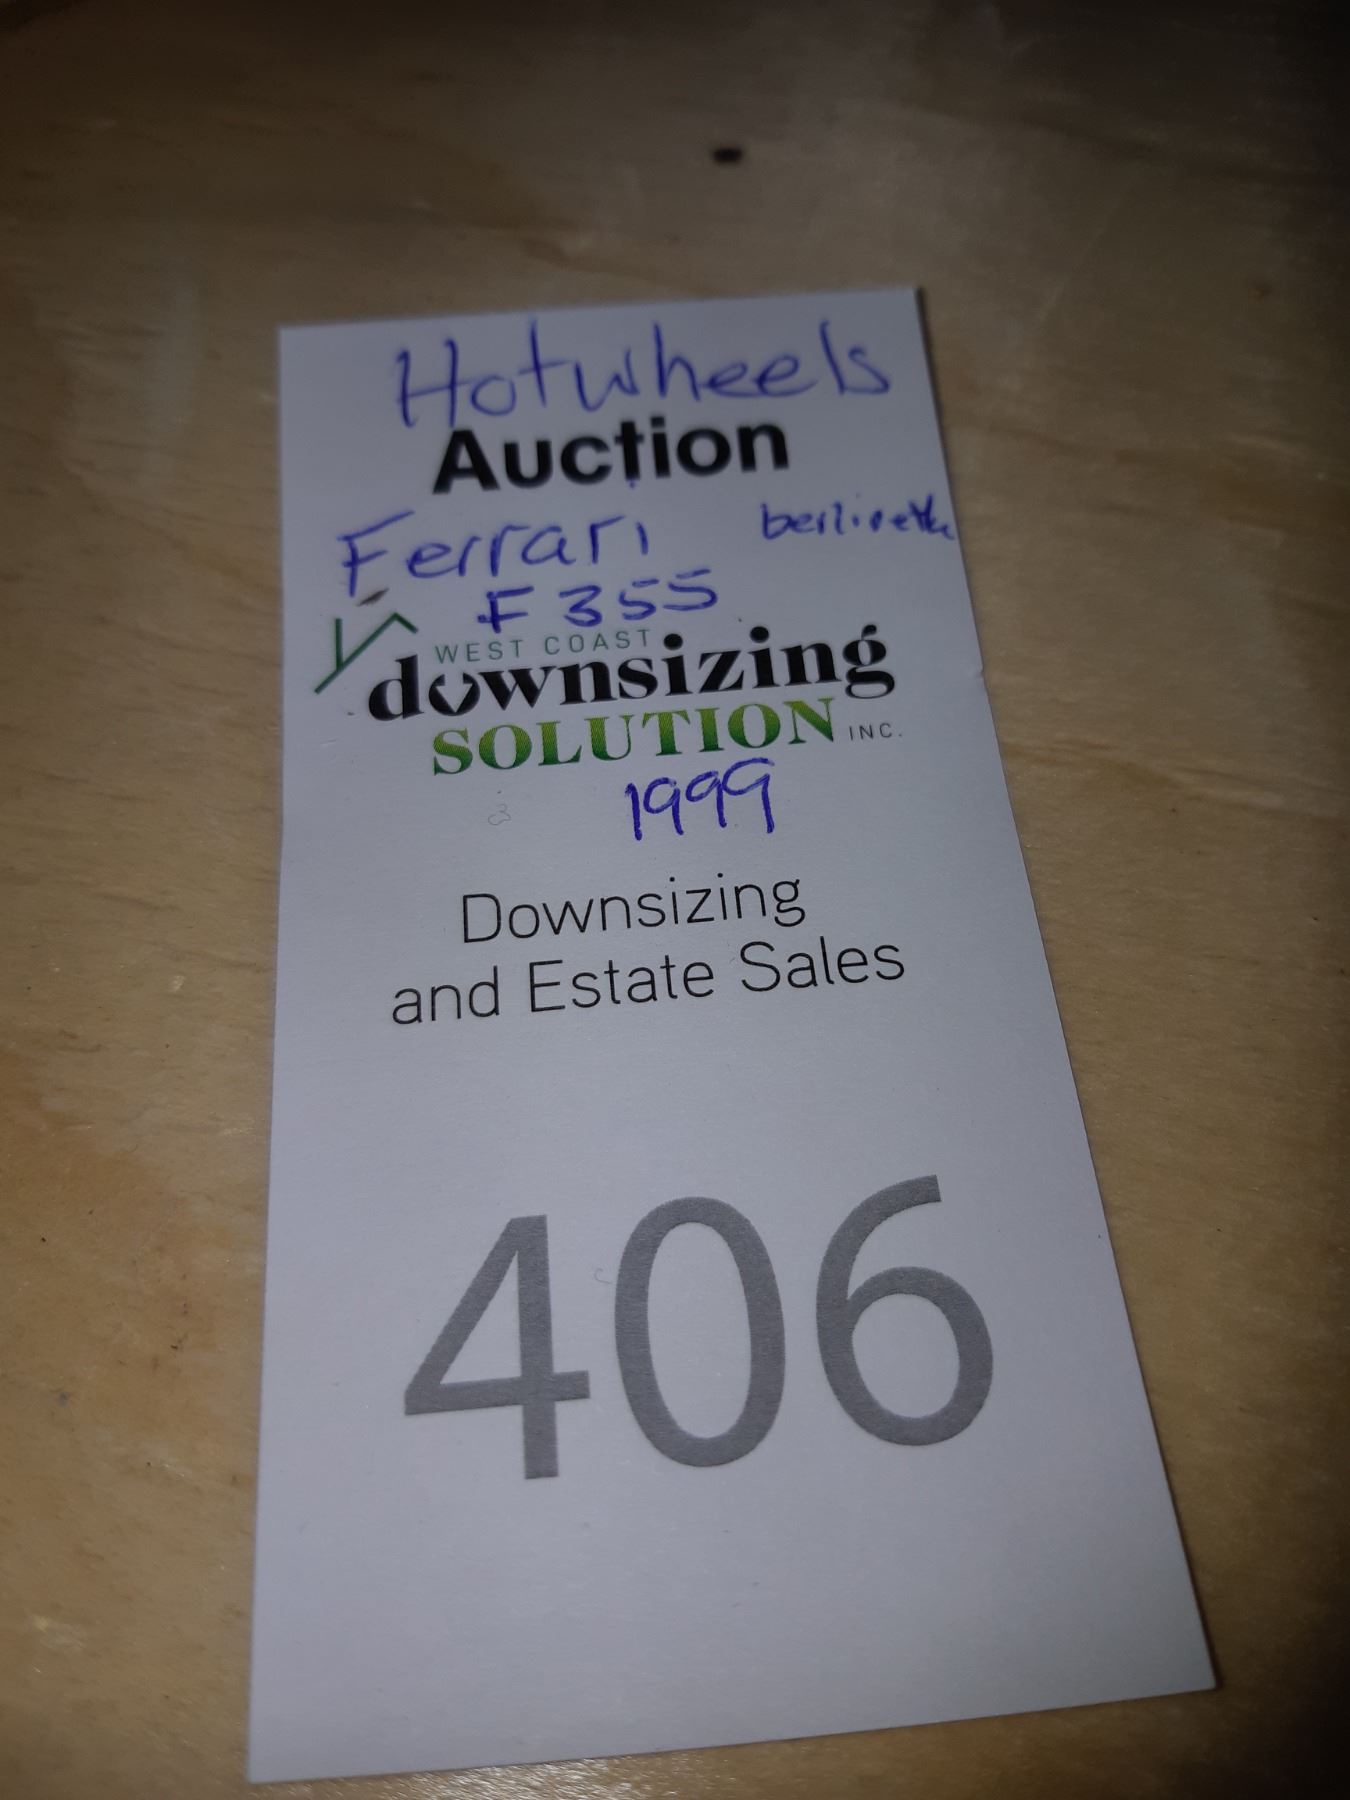 Hotwheels
Auction
Ferrari berlinetta
F355
WEST COAST
downsizing
SOLUTION INC.
1999
Downsizing
and Estate Sales
406